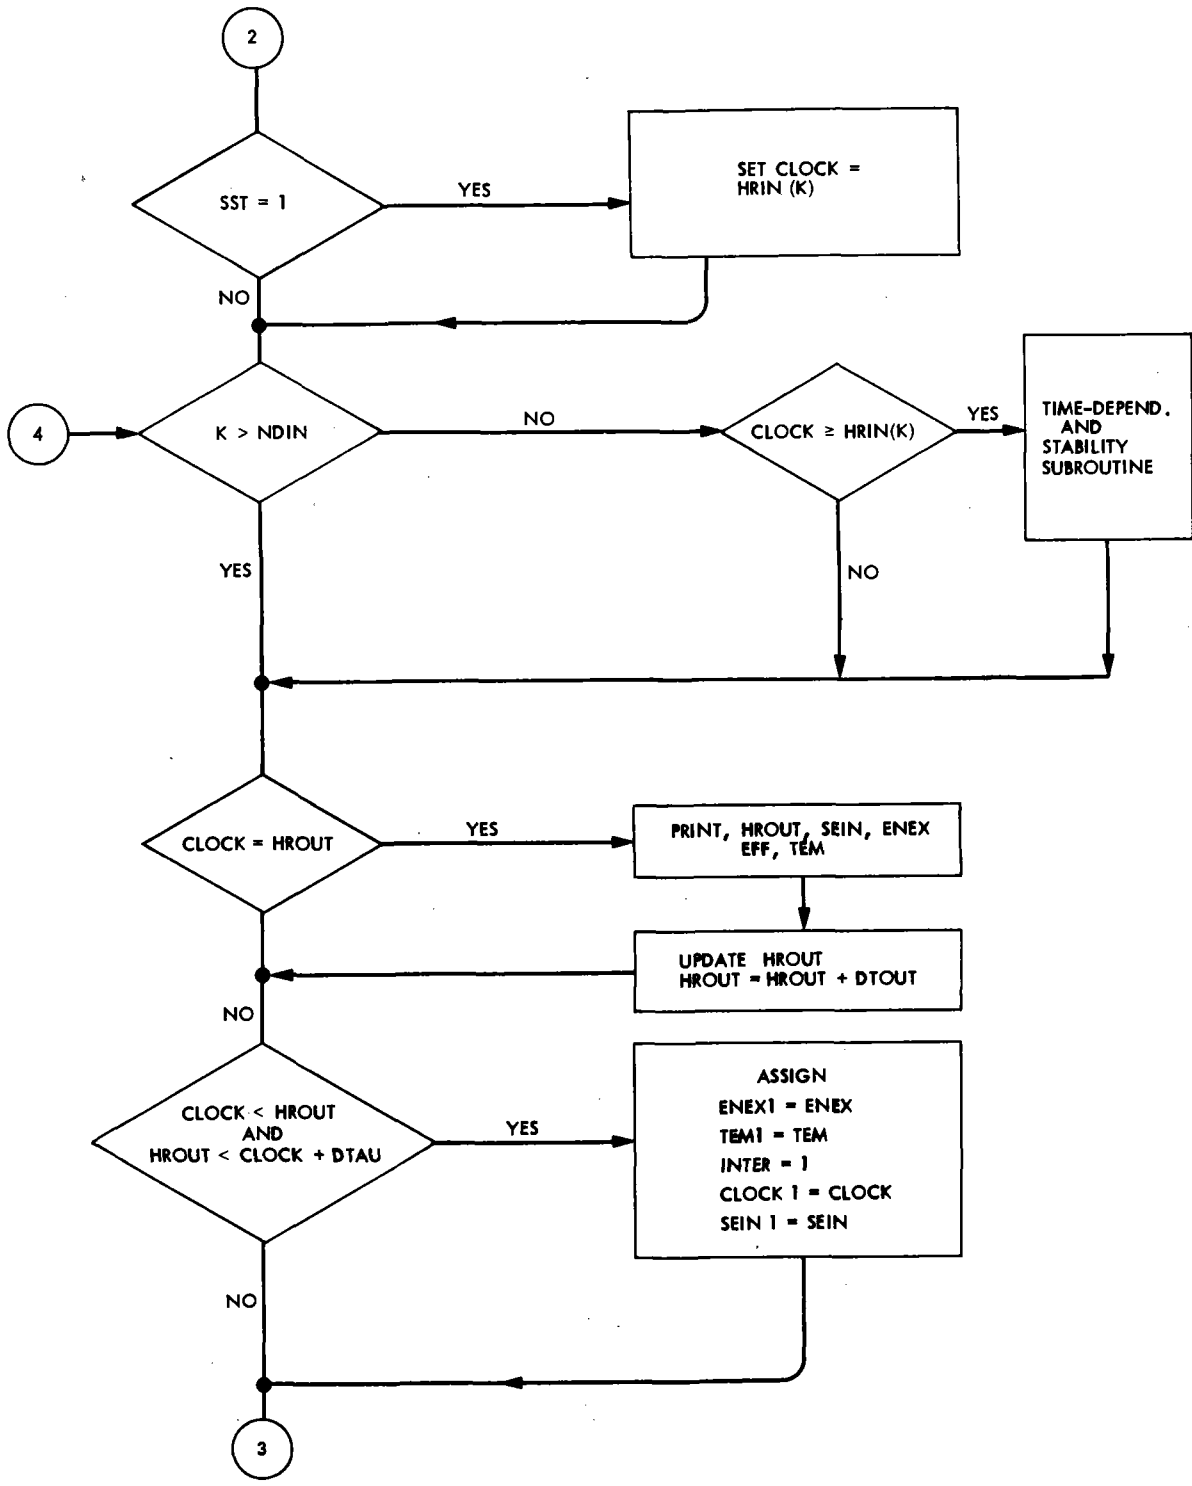 2
SST = 1
YES
SET CLOCK =
HRIN (K)
NO
4
K > NDIN
NO
CLOCK ≥ HRIN(K)
YES
TIME-DEPEND.
AND
STABILITY
SUBROUTINE
YES
NO
CLOCK = HROUT
YES
PRINT, HROUT, SEIN, ENEX
EFF, TEM
UPDATE HROUT
HROUT = HROUT + DTOUT
NO
CLOCK < HROUT
AND
HROUT < CLOCK + DTAU
YES
ASSIGN
ENEX1 = ENEX
TEM1 = TEM
INTER = 1
CLOCK 1 = CLOCK
SEIN 1 = SEIN
NO
3